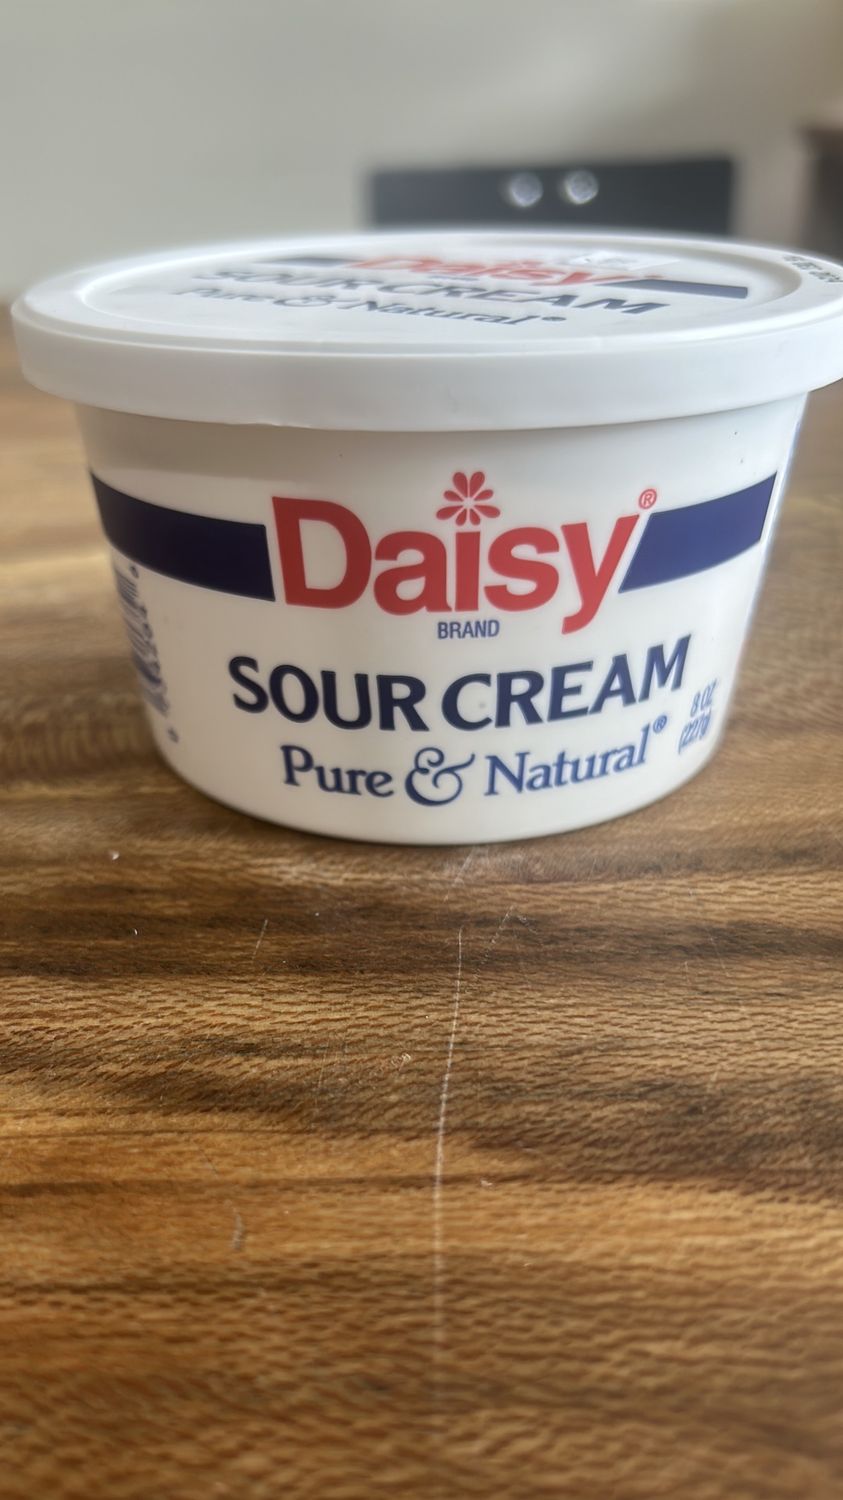 Daisy
SOUR CREAM
Pure & Natural®
Daisy®
BRAND
SOUR CREAM
Pure & Natural®
8 OZ
(227g)